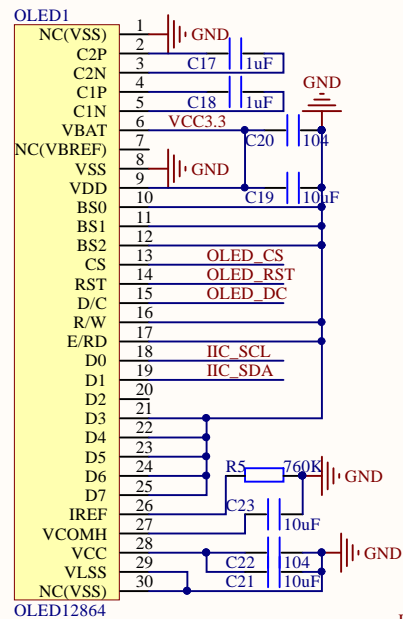 OLED1
NC(VSS) 1 GND
C2P 2
C2N 3 C17 1uF
C1P 4
C1N 5 C18 1uF GND
VBAT 6 VCC3.3
NC(VBREF) 7 C20 104
VSS 8 GND
VDD 9
BS0 10 C19 10uF
BS1 11
BS2 12
CS 13 OLED_CS
RST 14 OLED_RST
D/C 15 OLED_DC
R/W 16
E/RD 17
D0 18 IIC_SCL
D1 19 IIC_SDA
D2 20
D3 21
D4 22
D5 23
D6 24 R5 760K
D7 25 GND
IREF 26 C23
VCOMH 27 10uF
VCC 28 GND
VLSS 29 C22 104
NC(VSS) 30 C21 10uF
OLED12864